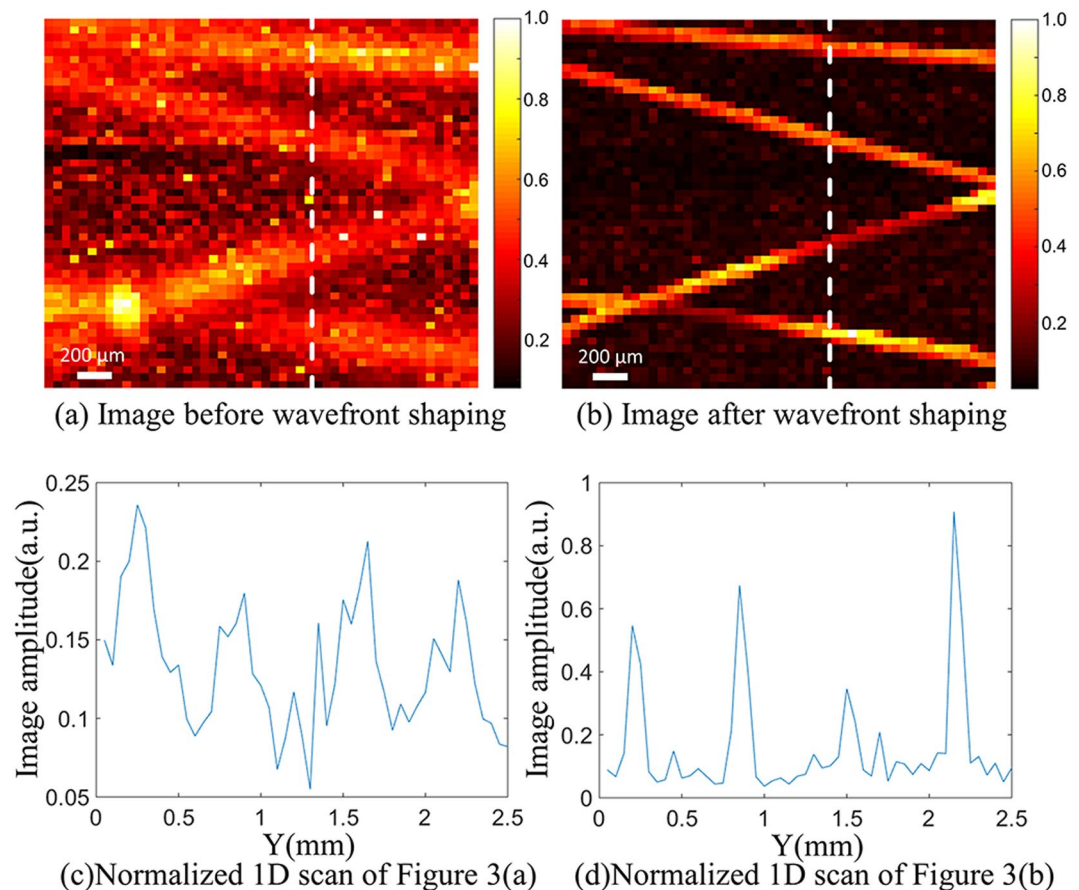 1.0
0.8
0.6
0.4
0.2
200 µm
(a) Image before wavefront shaping
1.0
0.8
0.6
0.4
0.2
200 µm
(b) Image after wavefront shaping
Image amplitude(a.u.)
0.25
0.2
0.15
0.1
0.05
0 0.5 1 1.5 2 2.5
Y(mm)
(c)Normalized 1D scan of Figure 3(a)
Image amplitude(a.u.)
1
0.8
0.6
0.4
0.2
0
0 0.5 1.0 1.5 2 2.5
Y(mm)
(d)Normalized 1D scan of Figure 3(b)